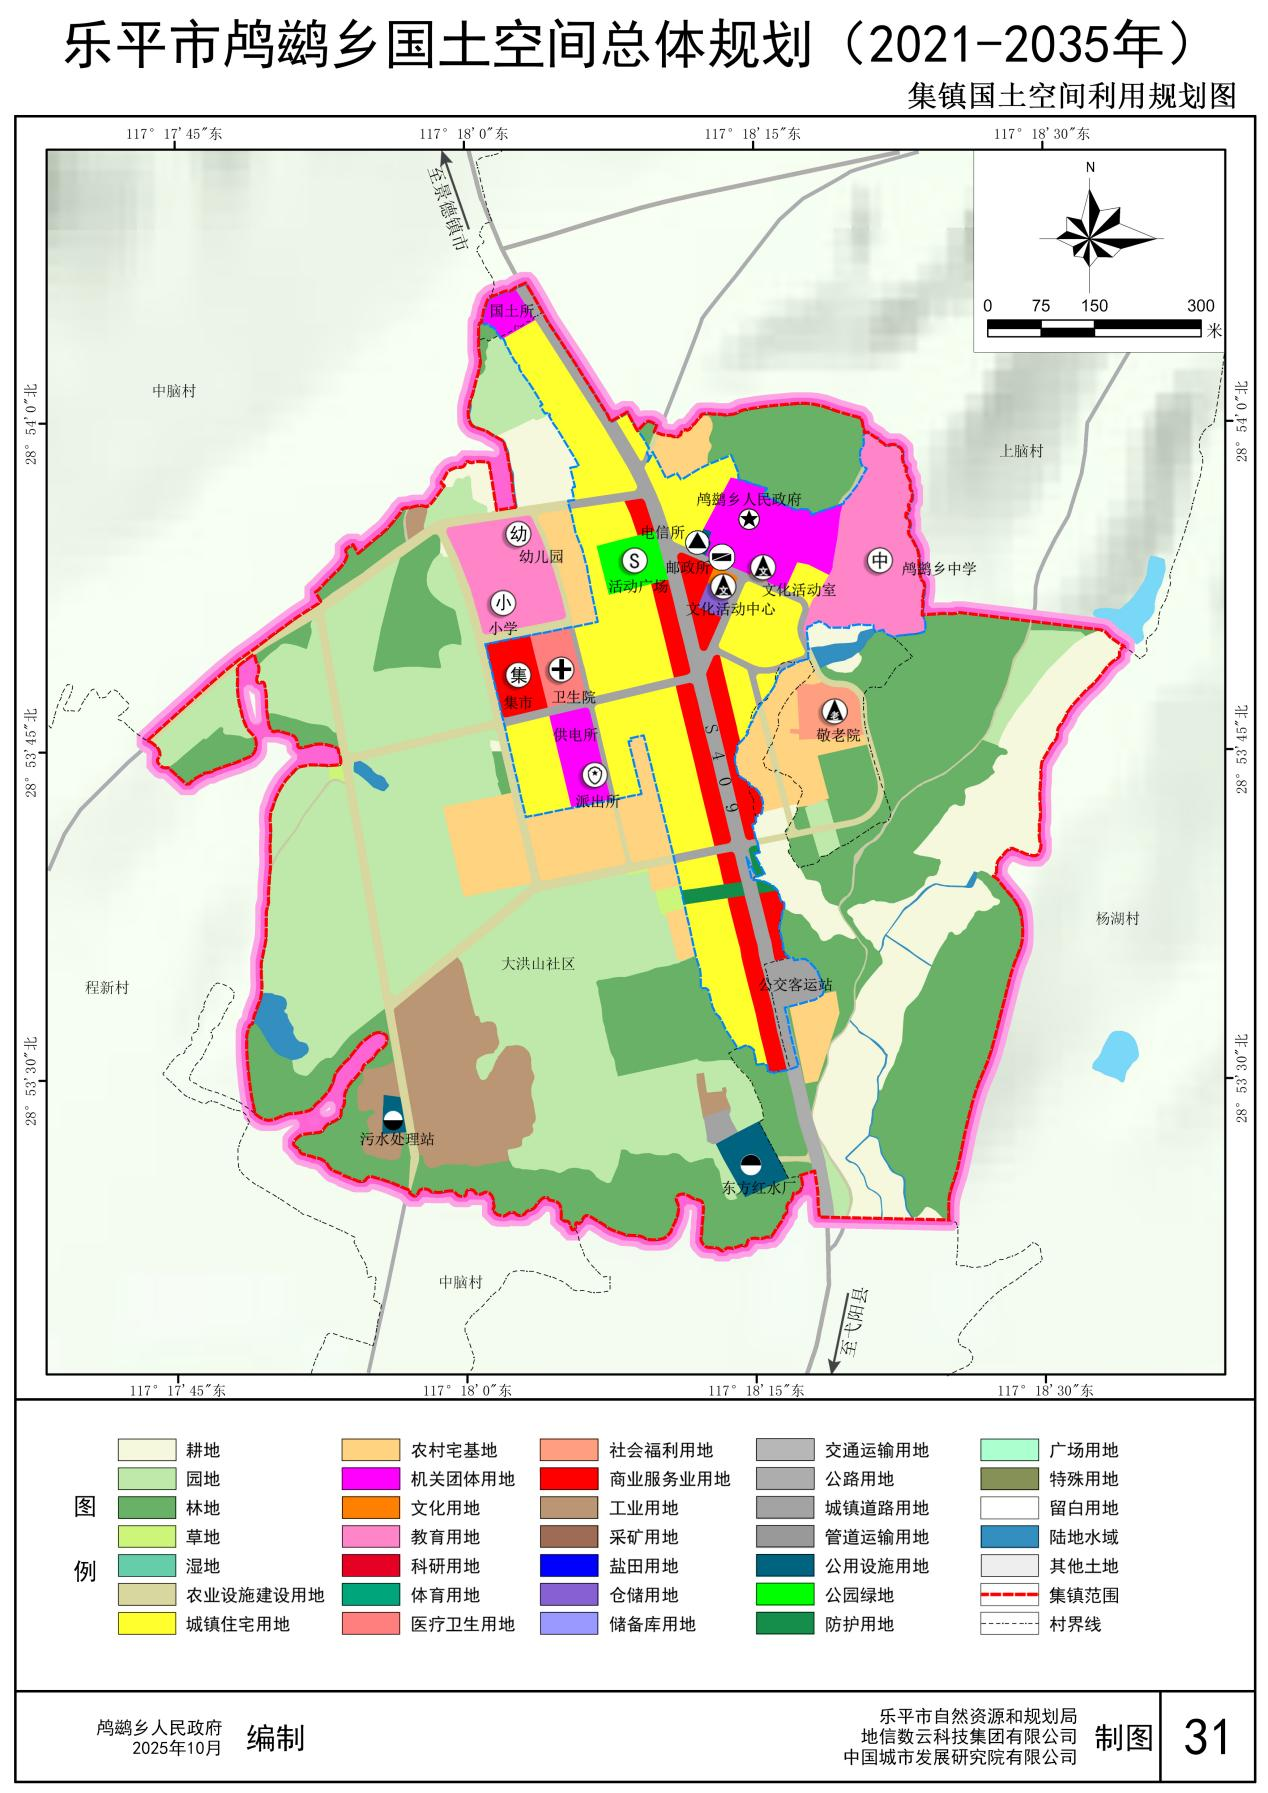 乐平市鸬鹚乡国土空间总体规划（2021-2035年）
集镇国土空间利用规划图
117° 17′45″东
117° 18′0″东
117° 18′15″东
117° 18′30″东
至景德镇市
N
0 75 150 300
米
国土所
中脑村
28° 54′0″北
28° 54′0″北
上脑村
鸬鹚乡人民政府
电信所
幼
幼儿园
S
活动广场
邮政所
文
文化活动室
中
鸬鹚乡中学
小
小学
文
文化活动中心
集
集市
卫生院
供电所
派出所
S409
老
敬老院
28° 53′45″北
28° 53′45″北
杨湖村
大洪山社区
程新村
公交客运站
28° 53′30″北
28° 53′30″北
污水处理站
东方红水厂
中脑村
至弋阳县
117° 17′45″东
117° 18′0″东
117° 18′15″东
117° 18′30″东
图例
耕地
园地
林地
草地
湿地
农业设施建设用地
城镇住宅用地
农村宅基地
机关团体用地
文化用地
教育用地
科研用地
体育用地
医疗卫生用地
社会福利用地
商业服务业用地
工业用地
采矿用地
盐田用地
仓储用地
储备库用地
交通运输用地
公路用地
城镇道路用地
管道运输用地
公用设施用地
公园绿地
防护用地
广场用地
特殊用地
留白用地
陆地水域
其他土地
集镇范围
村界线
鸬鹚乡人民政府
2025年10月
编制
乐平市自然资源和规划局
地信数云科技集团有限公司
中国城市发展研究院有限公司
制图
31